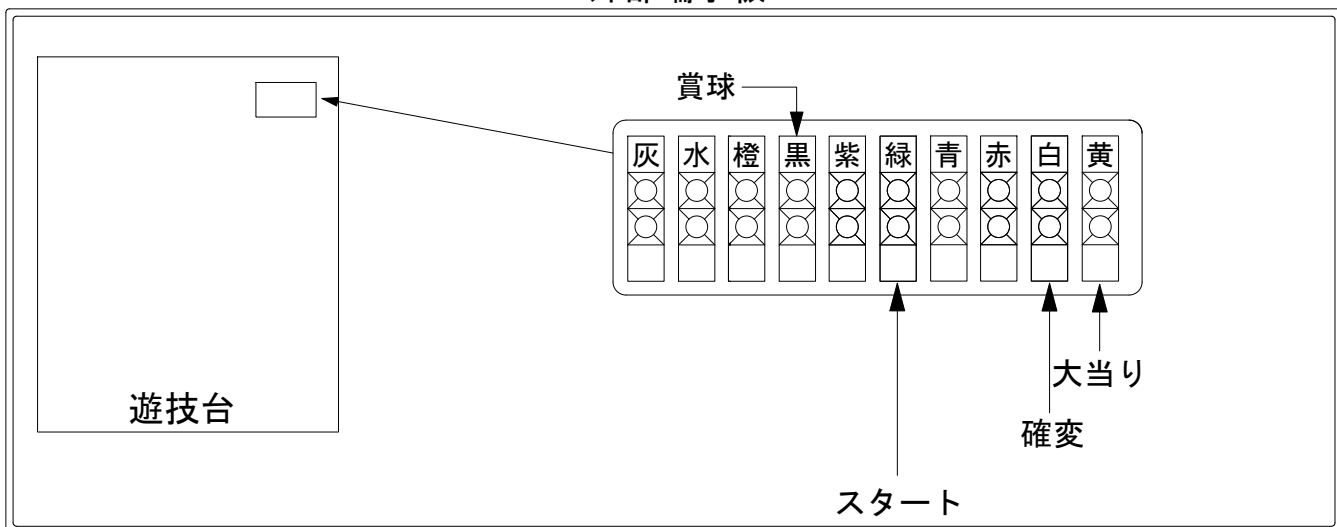 賞球
灰 水 橙 黒 紫 緑 青 赤 白 黄
大当り
遊技台
確変
スタート